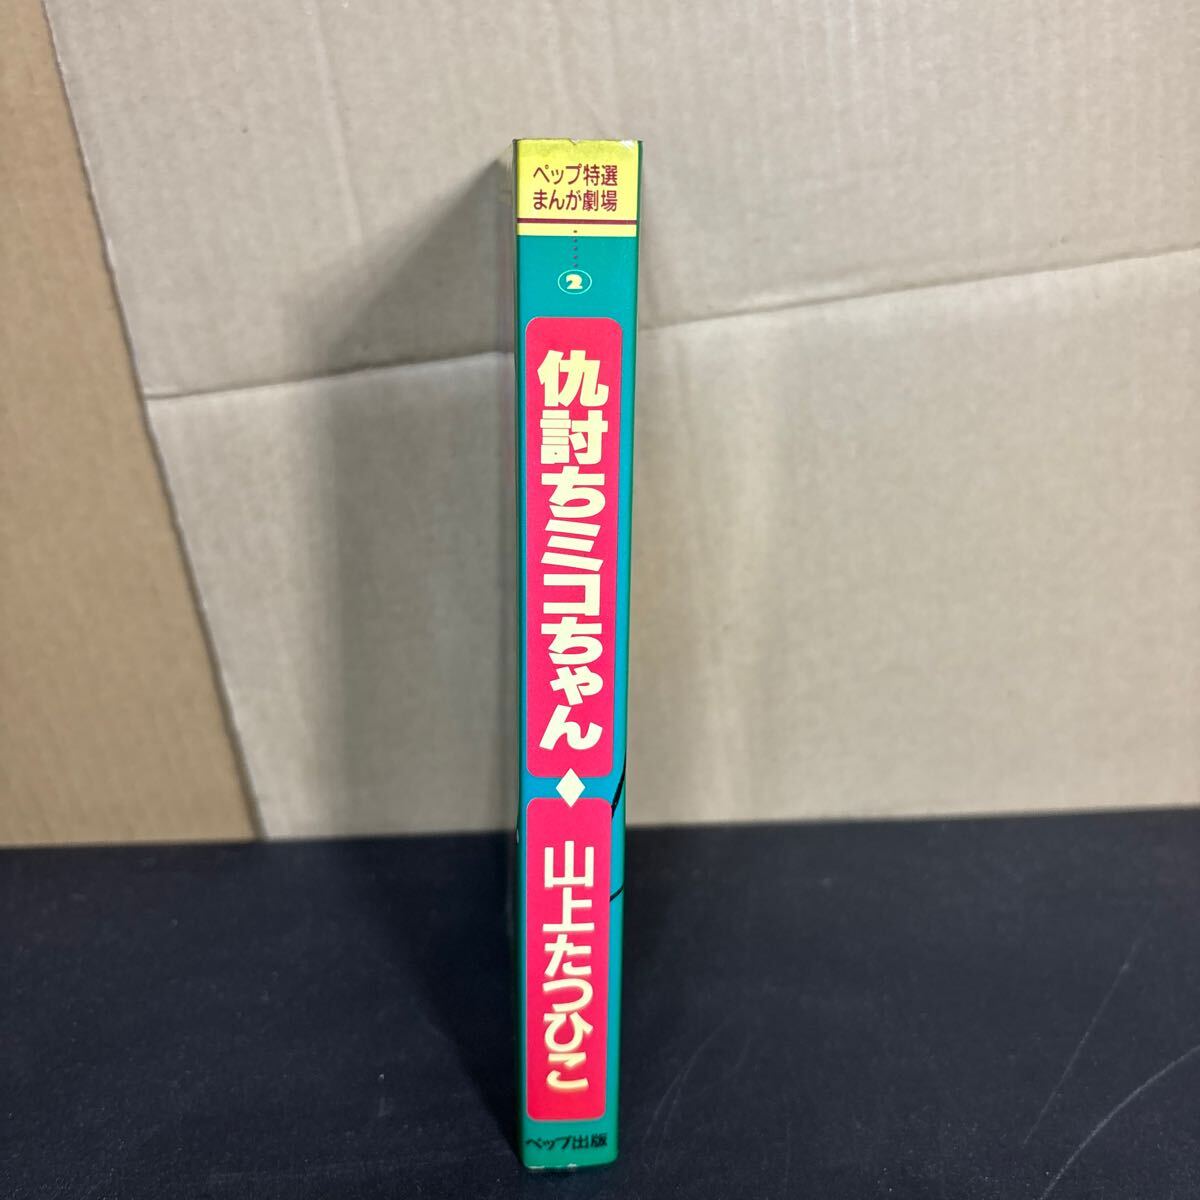 ペップ特選
まんが劇場
2
仇討ちミコちゃん
山上たつひこ
ペップ出版